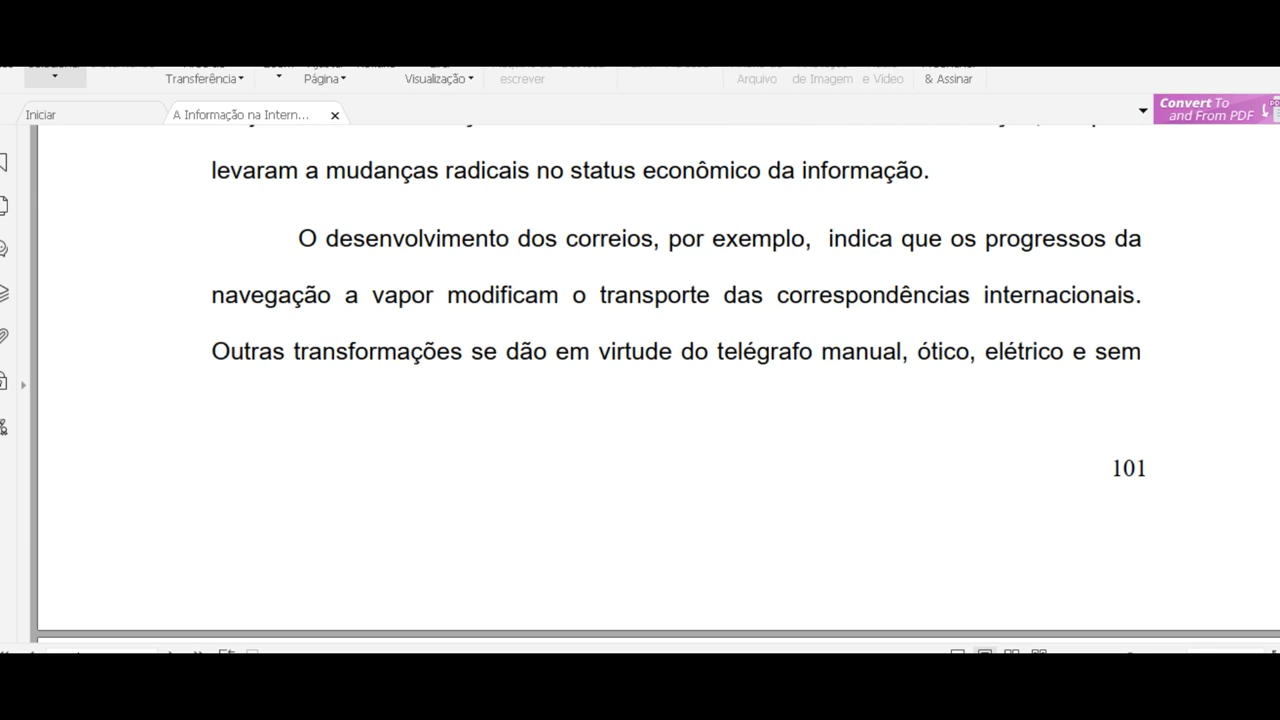 Transferência
Página
Visualização
escrever
Arquivo
de Imagem
e Vídeo
& Assinar
Iniciar
A Informação na Intern...
Convert To
and From PDF
levaram a mudanças radicais no status econômico da informação.
O desenvolvimento dos correios, por exemplo, indica que os progressos da
navegação a vapor modificam o transporte das correspondências internacionais.
Outras transformações se dão em virtude do telégrafo manual, ótico, elétrico e sem
101